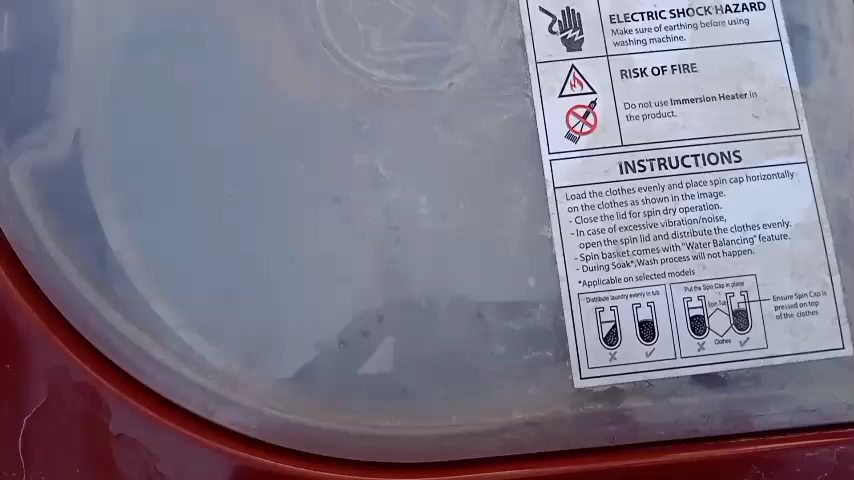 ELECTRIC SHOCK HAZARD
Make sure of earthing before using
washing machine.
RISK OF FIRE
Do not use Immersion Heater in
the product.
INSTRUCTIONS
Load the clothes evenly and place spin cap horizontally
on the clothes as shown in the image.
- Close the lid for spin dry operation.
- In case of excessive vibration/noise,
open the spin lid and distribute the clothes evenly.
- Spin basket comes with "Water Balancing" feature.
- During Soak*,Wash process will not happen.
*Applicable on selected models
Distribute laundry evenly in tub
Put the Spin Cap in place
Spin Tub
Clothes
Ensure Spin Cap is
pressed on top
of the clothes